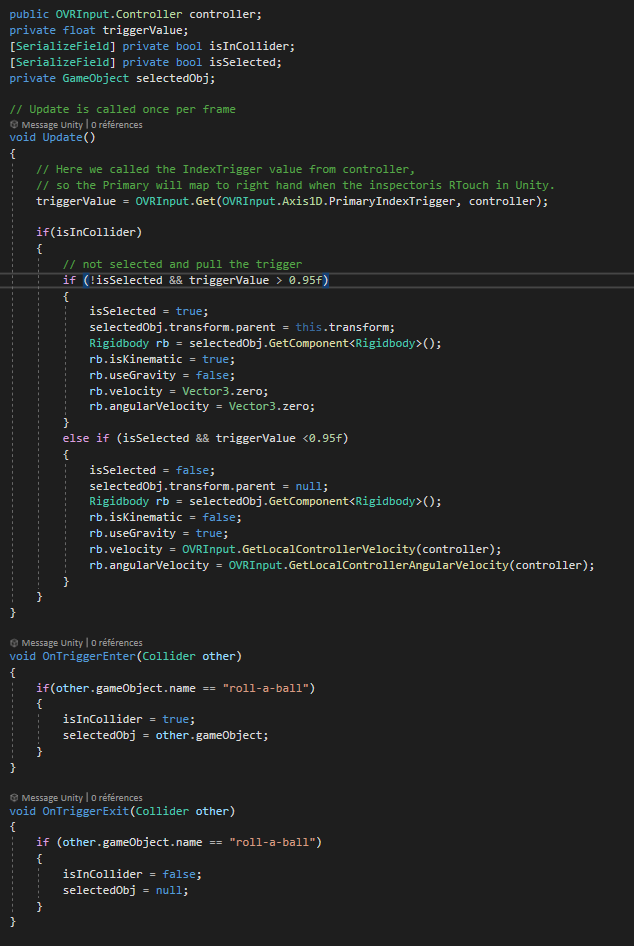 public OVRInput.Controller controller;
private float triggerValue;
[SerializeField] private bool isInCollider;
[SerializeField] private bool isSelected;
private GameObject selectedObj;
// Update is called once per frame
Message Unity | 0 références
void Update()
{
// Here we called the IndexTrigger value from controller,
// so the Primary will map to right hand when the inspectoris RTouch in Unity.
triggerValue = OVRInput.Get(OVRInput.Axis1D.PrimaryIndexTrigger, controller);
if(isInCollider)
{
// not selected and pull the trigger
if (!isSelected && triggerValue > 0.95f)
{
isSelected = true;
selectedObj.transform.parent = this.transform;
Rigidbody rb = selectedObj.GetComponent<Rigidbody>();
rb.isKinematic = true;
rb.useGravity = false;
rb.velocity = Vector3.zero;
rb.angularVelocity = Vector3.zero;
}
else if (isSelected && triggerValue <0.95f)
{
isSelected = false;
selectedObj.transform.parent = null;
Rigidbody rb = selectedObj.GetComponent<Rigidbody>();
rb.isKinematic = false;
rb.useGravity = true;
rb.velocity = OVRInput.GetLocalControllerVelocity(controller);
rb.angularVelocity = OVRInput.GetLocalControllerAngularVelocity(controller);
}
}
}
Message Unity | 0 références
void OnTriggerEnter(Collider other)
{
if(other.gameObject.name == "roll-a-ball")
{
isInCollider = true;
selectedObj = other.gameObject;
}
}
Message Unity | 0 références
void OnTriggerExit(Collider other)
{
if (other.gameObject.name == "roll-a-ball")
{
isInCollider = false;
selectedObj = null;
}
}